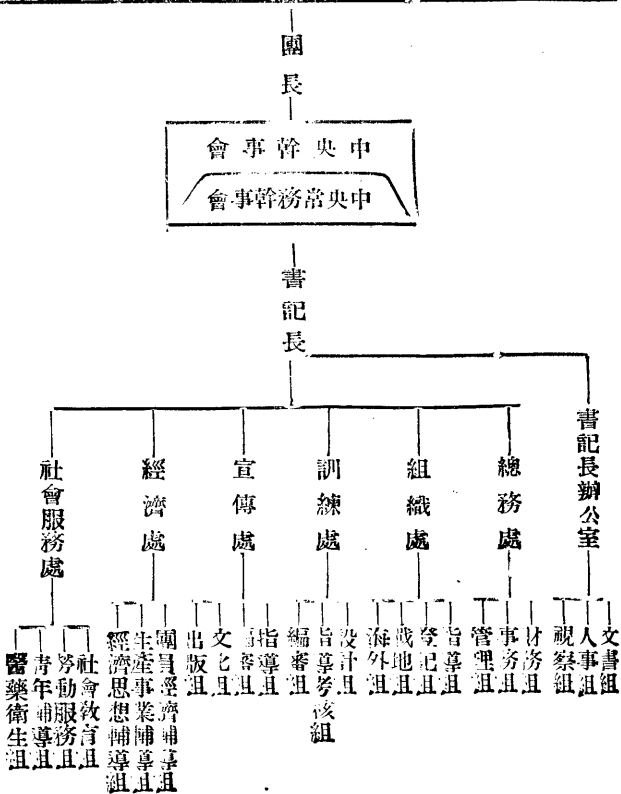 團長
中央幹事會
中央常務幹事會
書記長
書記長辦公室
總務處
組織處
訓練處
宣傳處
經濟處
社會服務處
文書組
人事組
視察組
財務組
事務組
管理組
指導組
登記組
戰地組
海外組
設計組
指導考核組
編審組
指導組
編審組
文化組
出版組
團員經濟輔導組
生產事業輔導組
經濟思想輔導組
社會教育組
勞動服務組
青年輔導組
醫藥衛生組